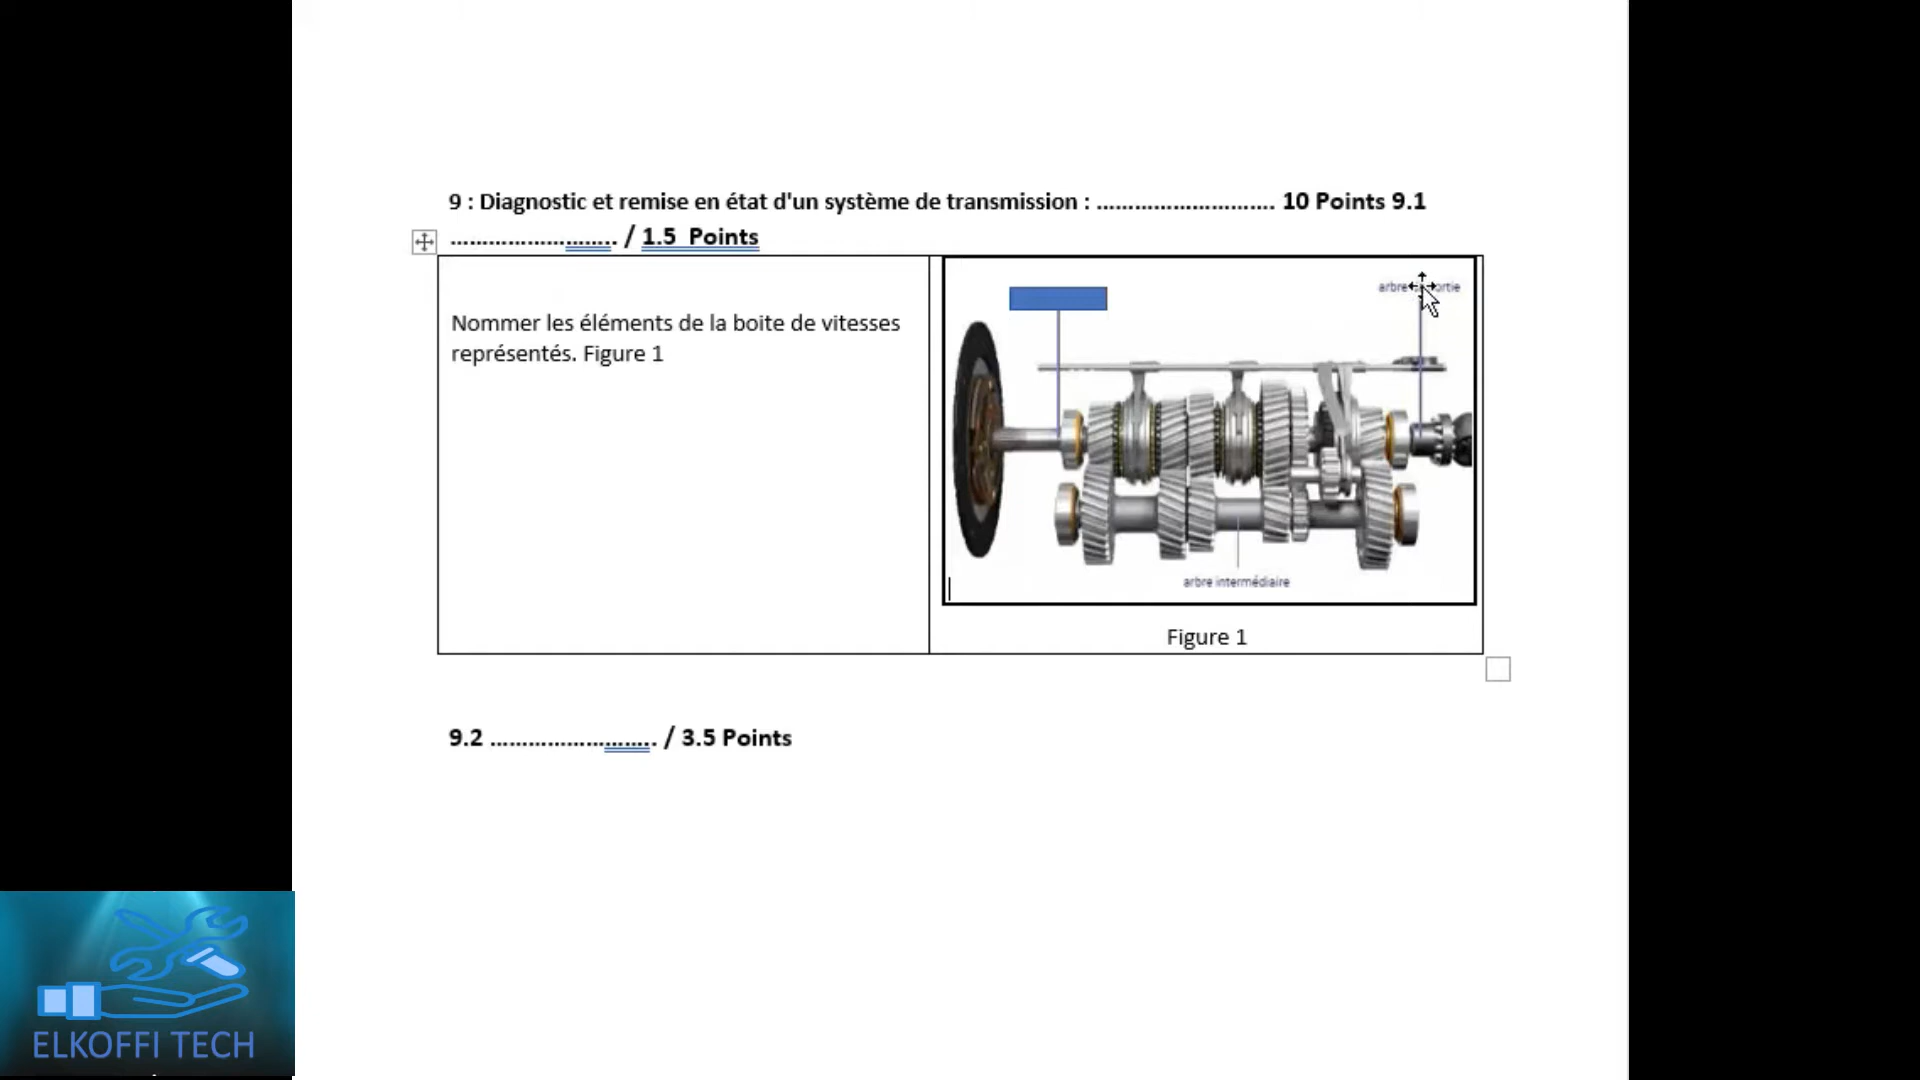 9 : Diagnostic et remise en état d'un système de transmission : ............................ 10 Points 9.1
.......................... / 1.5 Points
Nommer les éléments de la boite de vitesses
représentés. Figure 1
arbre ortie
arbre intermédiaire
Figure 1
9.2 .......................... / 3.5 Points
ELKOFFI TECH